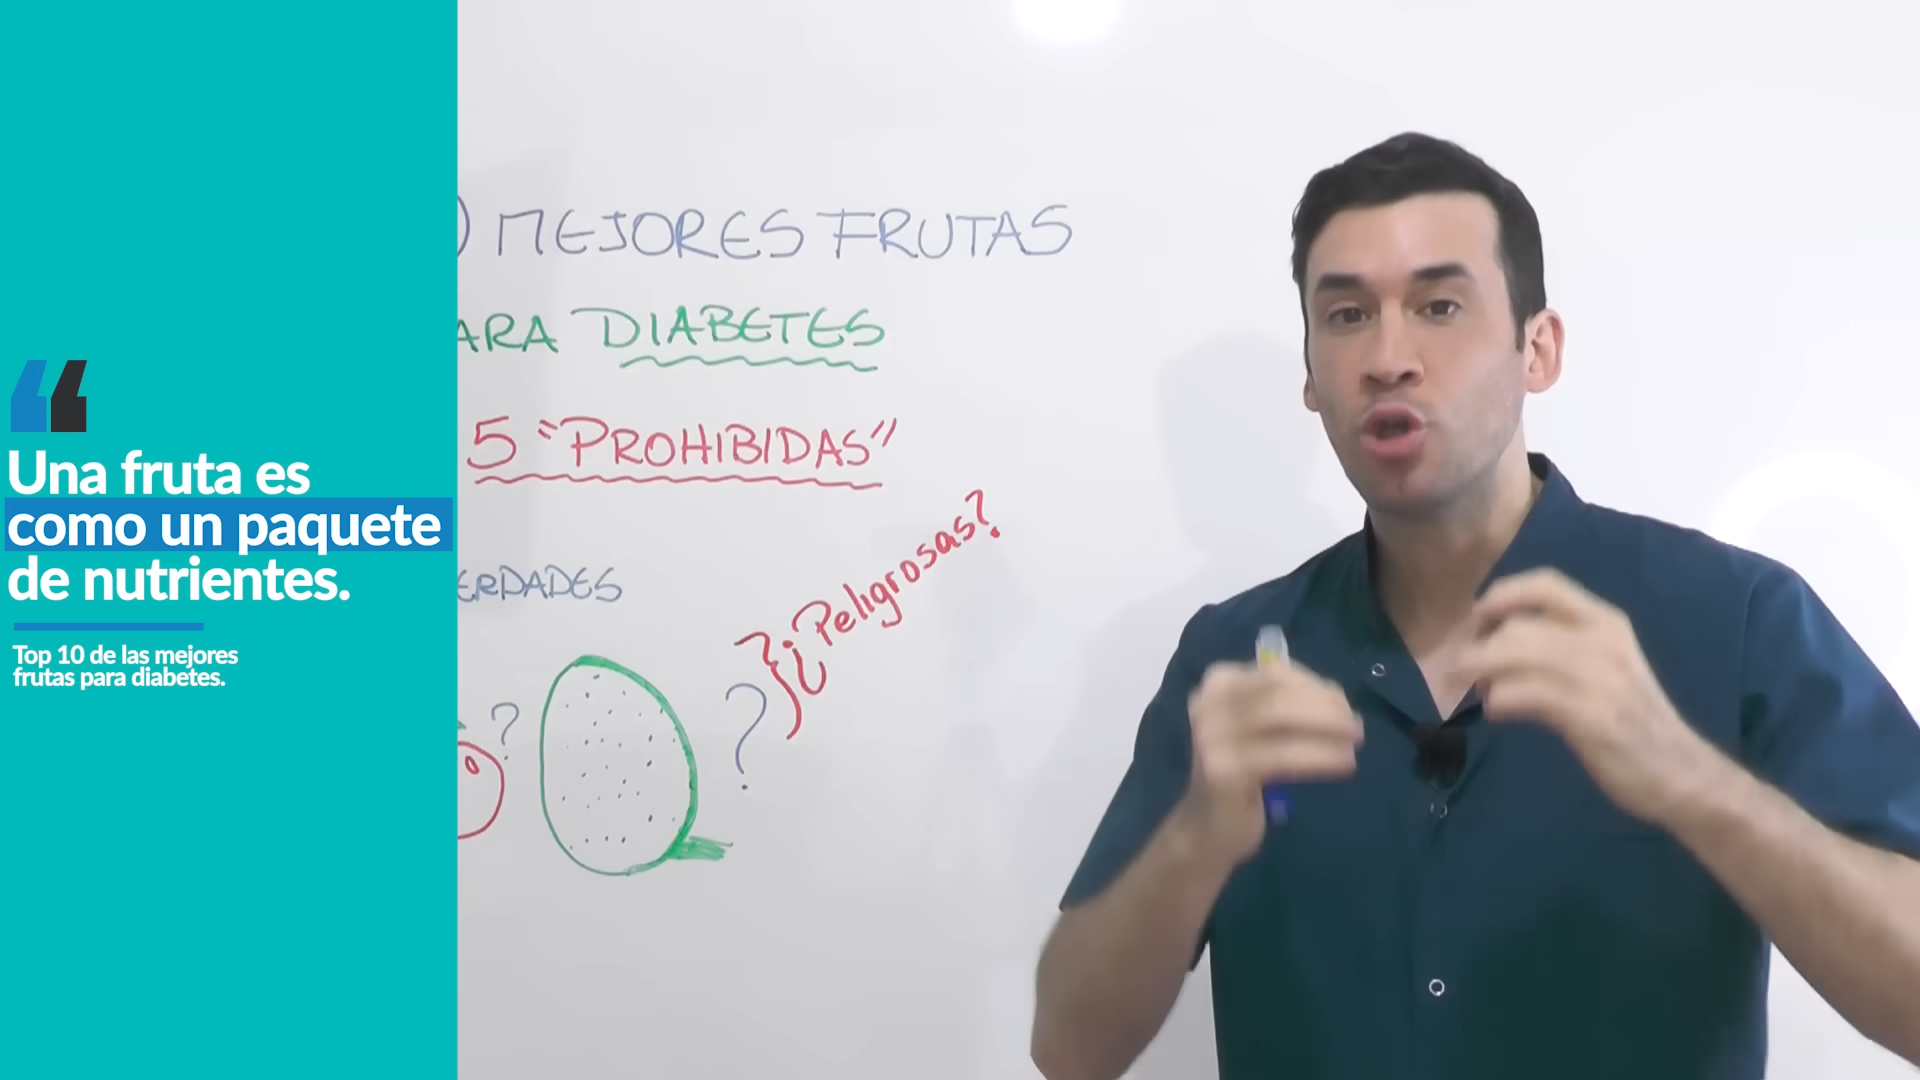 “
Una fruta es
como un paquete
de nutrientes.
Top 10 de las mejores
frutas para diabetes.
) MEJORES FRUTAS
ARA DIABETES
5 "PROHIBIDAS"
ERDADES
¿Peligrosas?
?
?